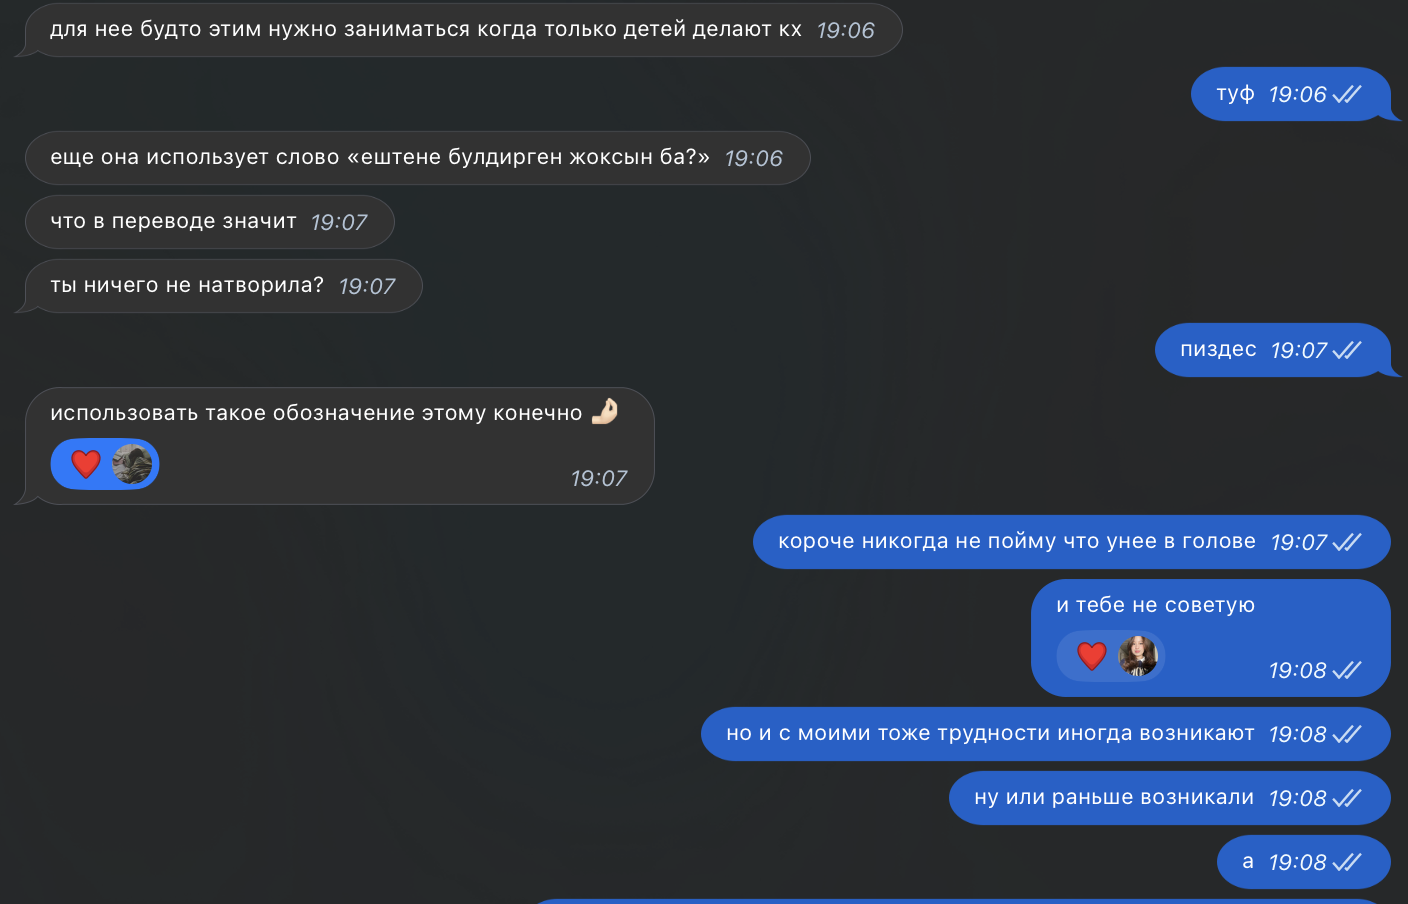 для нее будто этим нужно заниматься когда только детей делают кх 19:06
туф 19:06
еще она использует слово «ештене булдирген жоксын ба?» 19:06
что в переводе значит 19:07
ты ничего не натворила? 19:07
пиздес 19:07
использовать такое обозначение этому конечно 🤌🏻
19:07
короче никогда не пойму что унее в голове 19:07
и тебе не советую
19:08
но и с моими тоже трудности иногда возникают 19:08
ну или раньше возникали 19:08
а 19:08